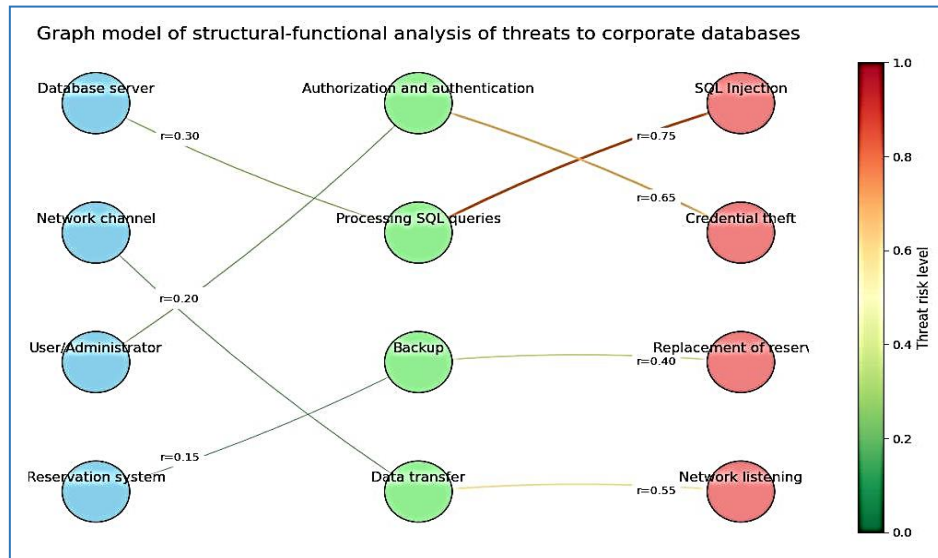 Graph model of structural-functional analysis of threats to corporate databases
Database server
Authorization and authentication
SQL Injection
1.0
r=0.30
r=0.75
0.8
Network channel
Processing SQL queries
r=0.65
Credential theft
0.6
r=0.20
Threat risk level
User/Administrator
Backup
Replacement of reserv
0.4
r=0.40
0.2
r=0.15
Reservation system
Data transfer
r=0.55
Network listening
0.0